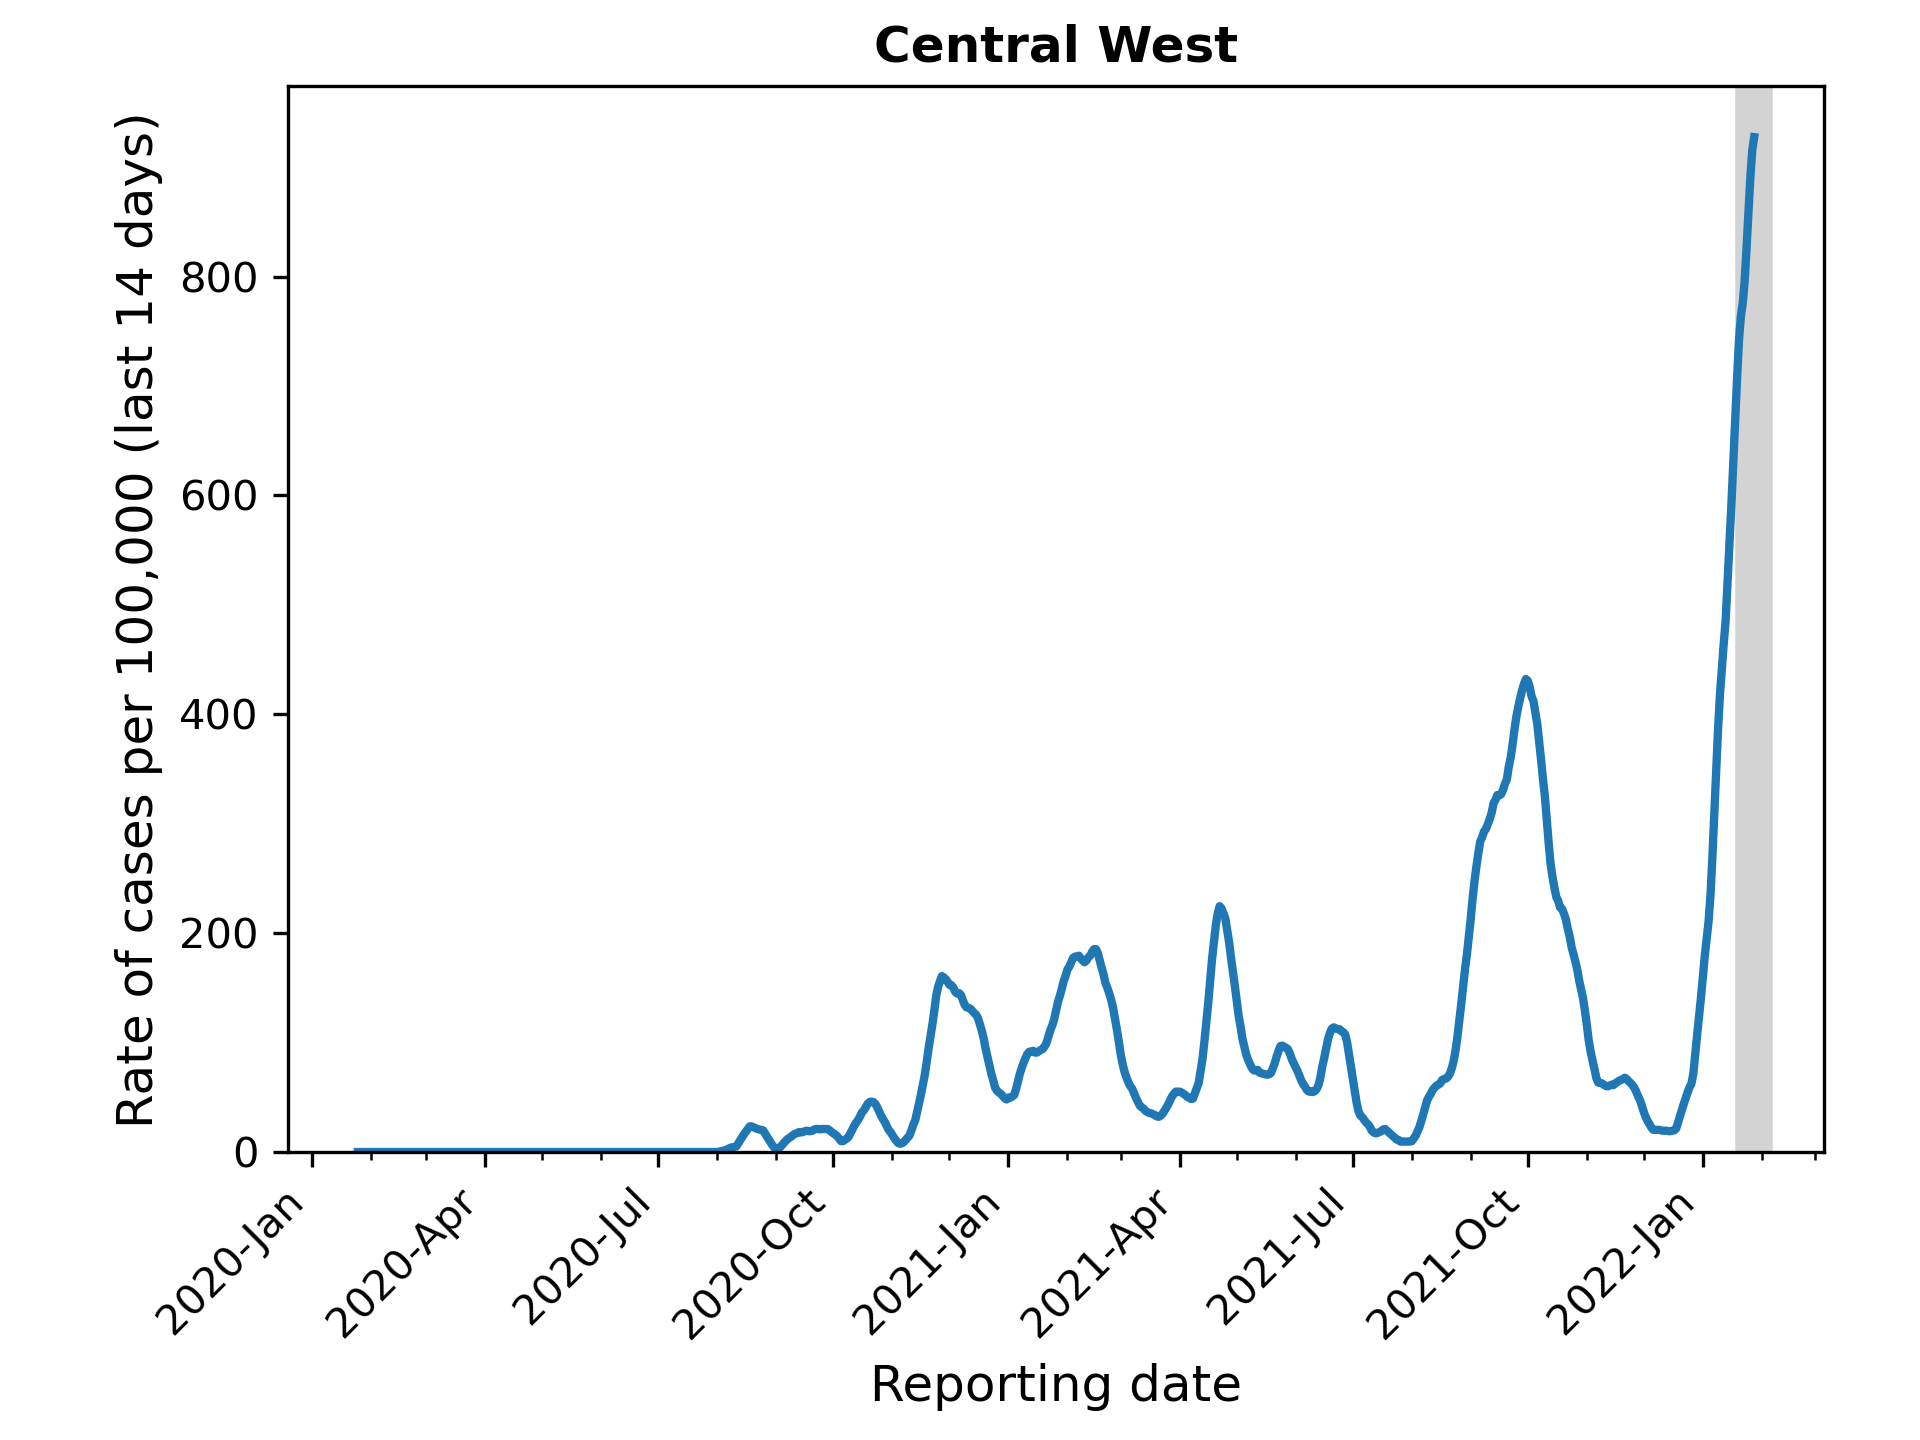 Central West
Rate of cases per 100,000 (last 14 days)
800
600
400
200
0
2020-Jan
2020-Apr
2020-Jul
2020-Oct
2021-Jan
2021-Apr
2021-Jul
2021-Oct
2022-Jan
Reporting date